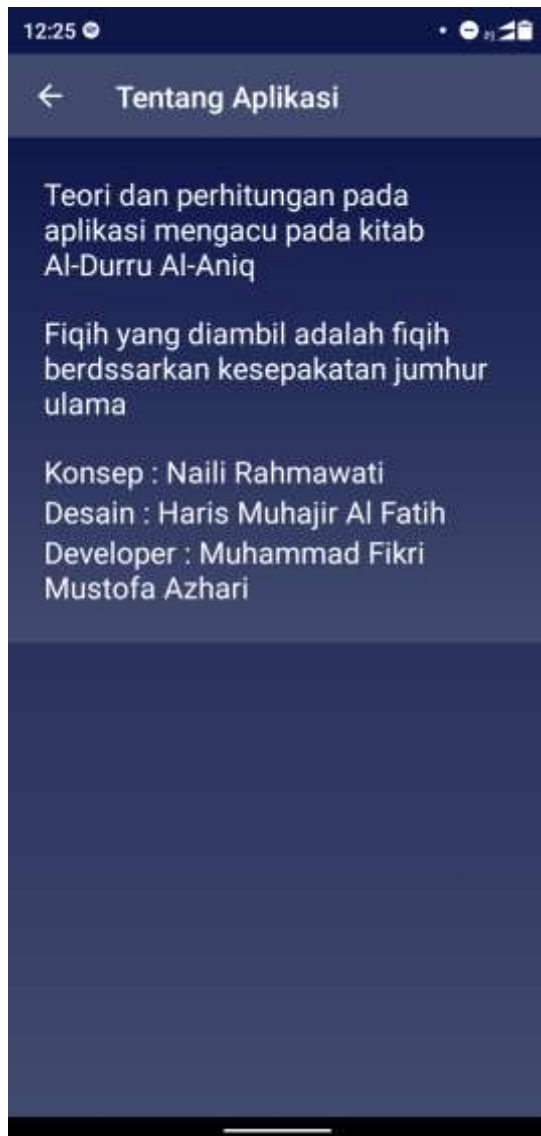 12:25
Tentang Aplikasi
Teori dan perhitungan pada
aplikasi mengacu pada kitab
Al-Durru Al-Aniq
Fiqih yang diambil adalah fiqih
berdssarkan kesepakatan jumhur
ulama
Konsep : Naili Rahmawati
Desain : Haris Muhajir Al Fatih
Developer : Muhammad Fikri
Mustofa Azhari